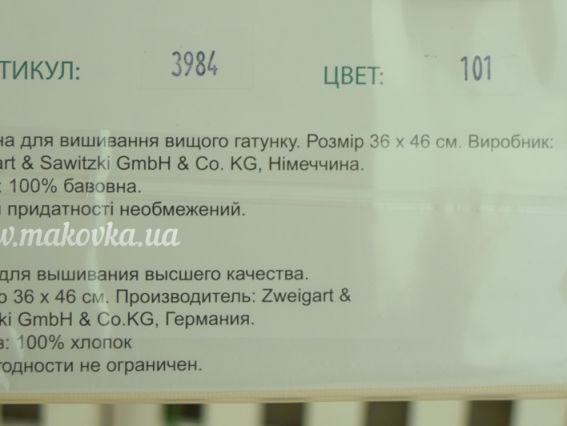 ТИКУЛ: 3984 ЦВЕТ: 101
на для вишивання вищого гатунку. Розмір 36 х 46 см. Виробник:
art & Sawitzki GmbH & Co. KG, Німеччина.
: 100% бавовна.
придатності необмежений.
w.makovka.ua
для вышивания высшего качества.
р 36 х 46 см. Производитель: Zweigart &
ki GmbH & Co.KG, Германия.
в: 100% хлопок
годности не ограничен.